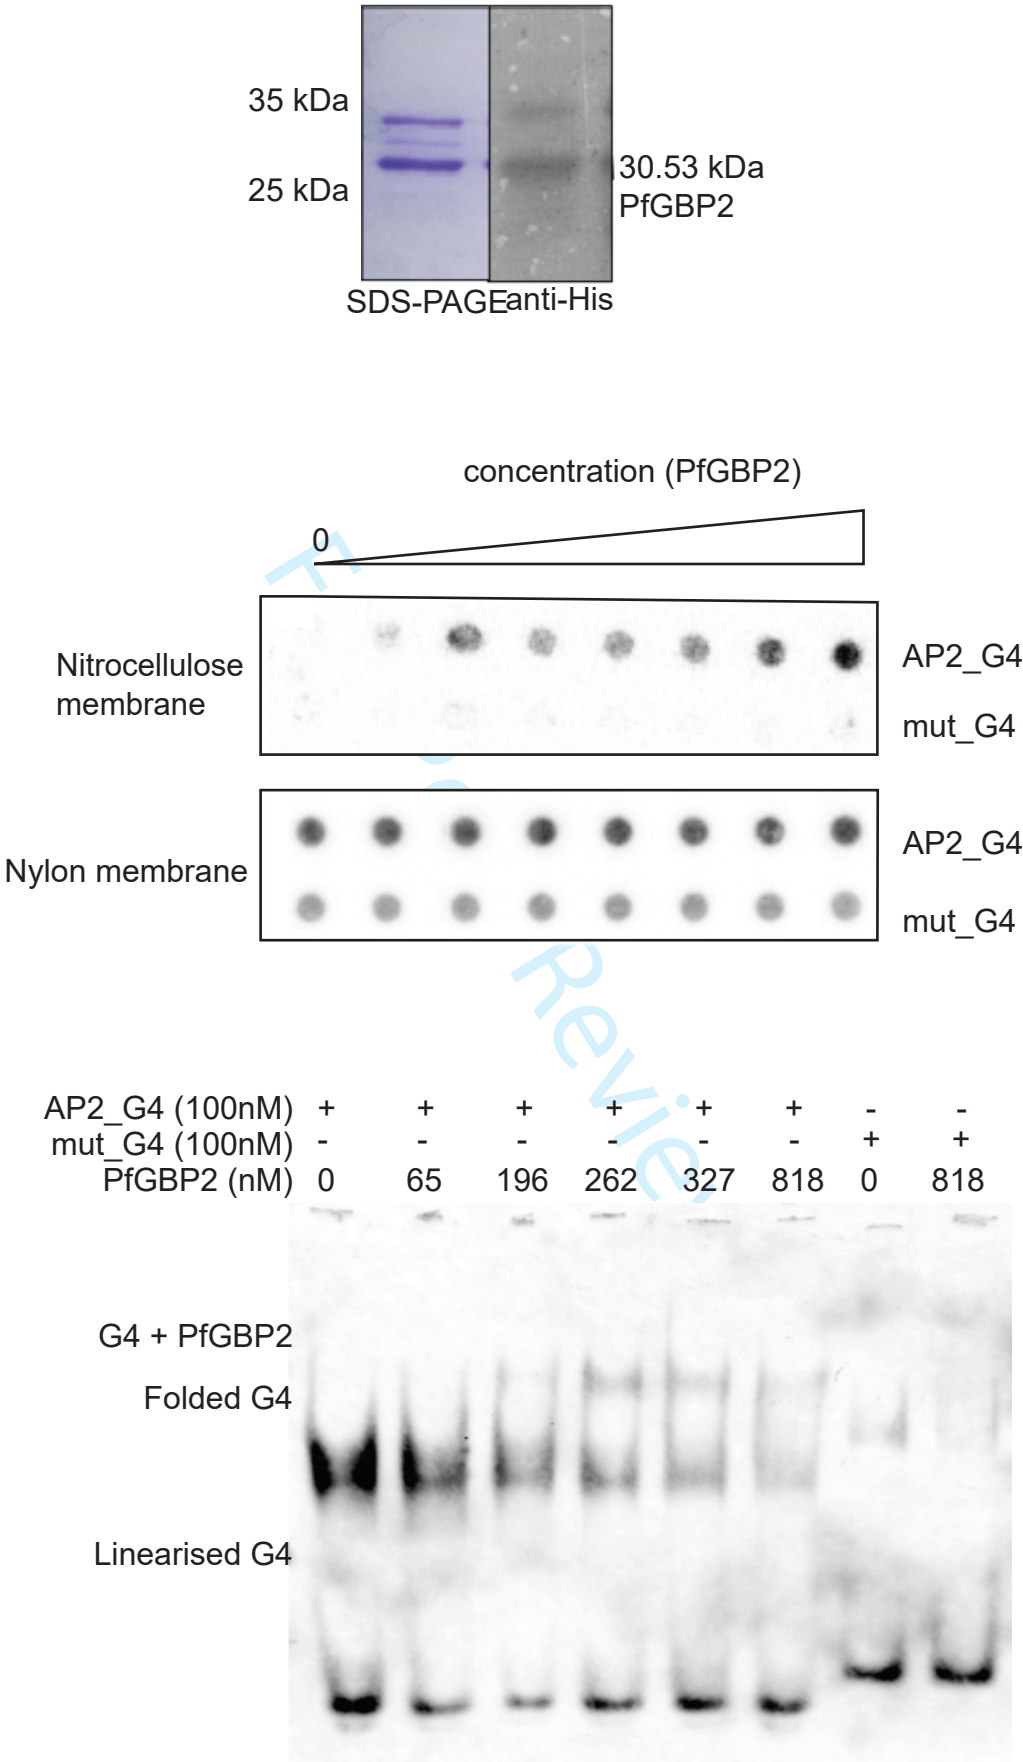 35 kDa
25 kDa
30.53 kDa
PfGBP2
SDS-PAGE
anti-His
concentration (PfGBP2)
0
Nitrocellulose
membrane
AP2_G4
mut_G4
Nylon membrane
AP2_G4
mut_G4
Review
AP2_G4 (100nM) + + + + + + - -
mut_G4 (100nM) - - - - - - + +
PfGBP2 (nM) 0 65 196 262 327 818 0 818
G4 + PfGBP2
Folded G4
Linearised G4